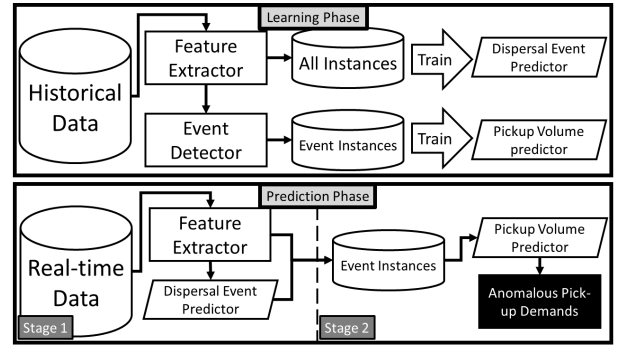 Learning Phase
Historical
Data
Feature
Extractor
Event
Detector
All Instances
Event Instances
Train
Train
Dispersal Event
Predictor
Pickup Volume
predictor
Prediction Phase
Real-time
Data
Stage 1
Feature
Extractor
Dispersal Event
Predictor
Stage 2
Event Instances
Pickup Volume
Predictor
Anomalous Pick-
up Demands